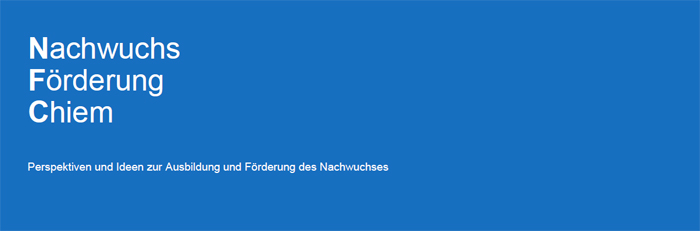 Nachwuchs
Förderung
Chiem
Perspektiven und Ideen zur Ausbildung und Förderung des Nachwuchses